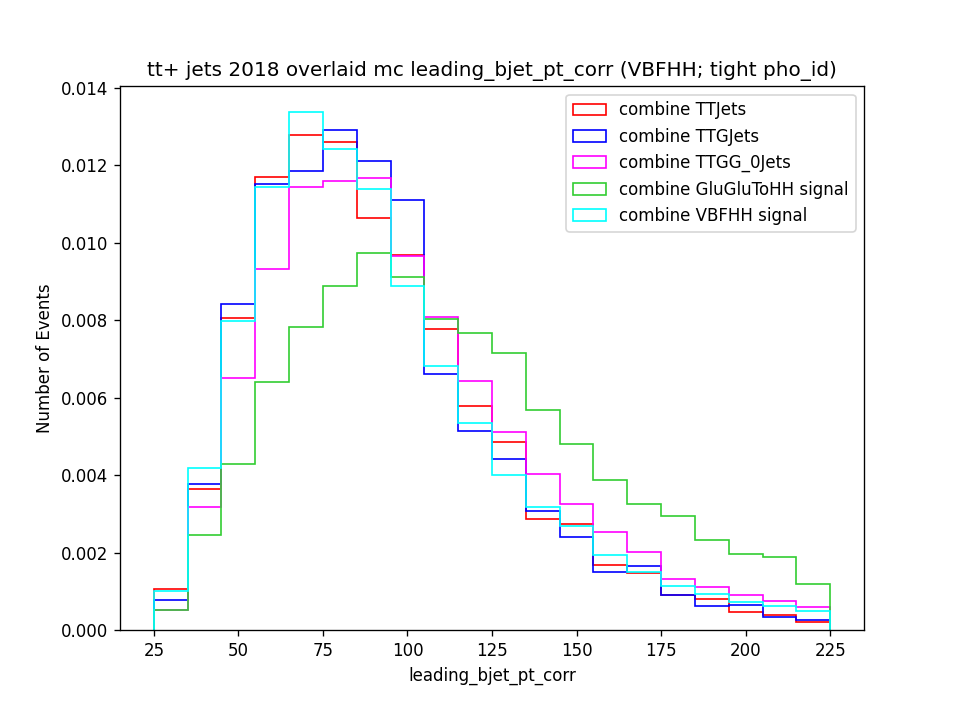 tt+ jets 2018 overlaid mc leading_bjet_pt_corr (VBFHH; tight pho_id)
combine TTJets
combine TTGJets
combine TTGG_0Jets
combine GluGluToHH signal
combine VBFHH signal
Number of Events
0.014
0.012
0.010
0.008
0.006
0.004
0.002
0.000
25 50 75 100 125 150 175 200 225
leading_bjet_pt_corr